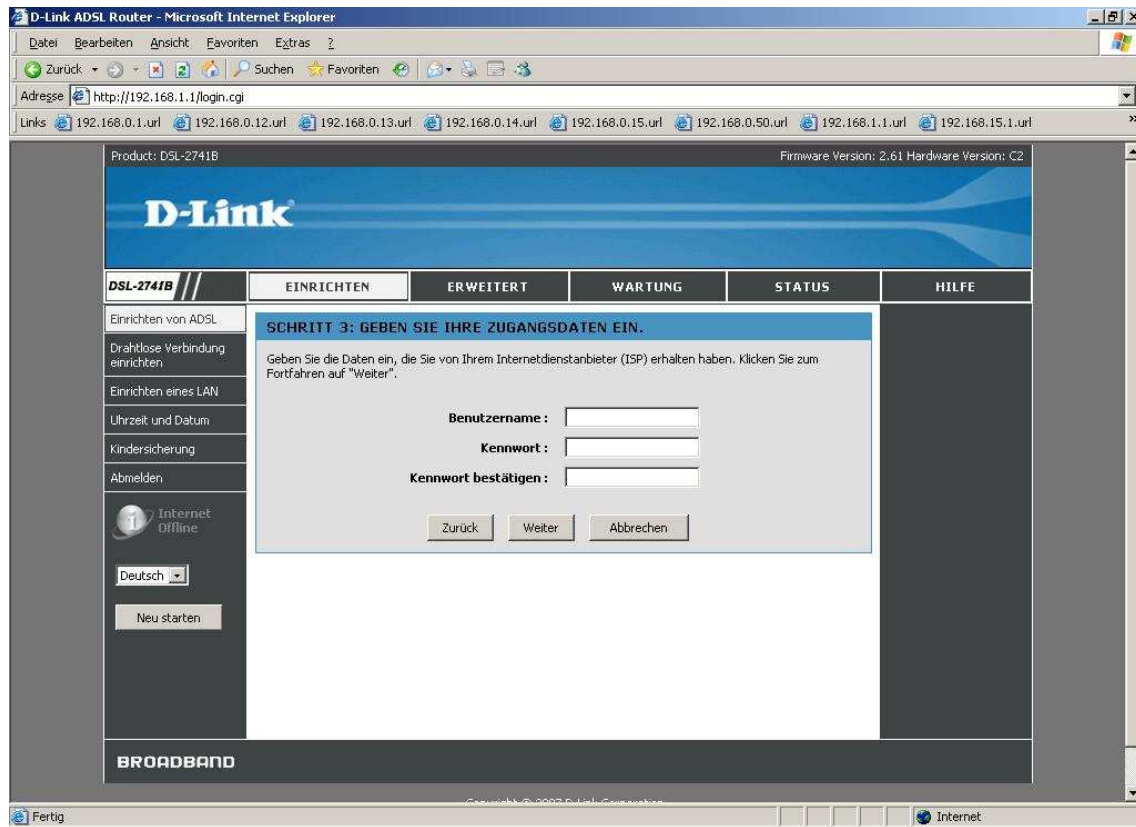 D-Link ADSL Router - Microsoft Internet Explorer
Datei Bearbeiten Ansicht Favoriten Extras ?
Zurück Suchen Favoriten
Adresse http://192.168.1.1/login.cgi
Links 192.168.0.1.url 192.168.0.12.url 192.168.0.13.url 192.168.0.14.url 192.168.0.15.url 192.168.0.50.url 192.168.1.1.url 192.168.15.1.url »
Product: DSL-2741B Firmware Version: 2.61 Hardware Version: C2
D-Link
DSL-2741B EINRICHTEN ERWEITERT WARTUNG STATUS HILFE
Einrichten von ADSL
Drahtlose Verbindung
einrichten
Einrichten eines LAN
Uhrzeit und Datum
Kindersicherung
Abmelden
Internet
Offline
Deutsch
Neu starten
SCHRITT 3: GEBEN SIE IHRE ZUGANGSDATEN EIN.
Geben Sie die Daten ein, die Sie von Ihrem Internetdienstanbieter (ISP) erhalten haben. Klicken Sie zum
Fortfahren auf "Weiter".
Benutzername :
Kennwort :
Kennwort bestätigen :
Zurück Weiter Abbrechen
BROADBAND
Copyright © 2007 D-Link Corporation
Fertig Internet